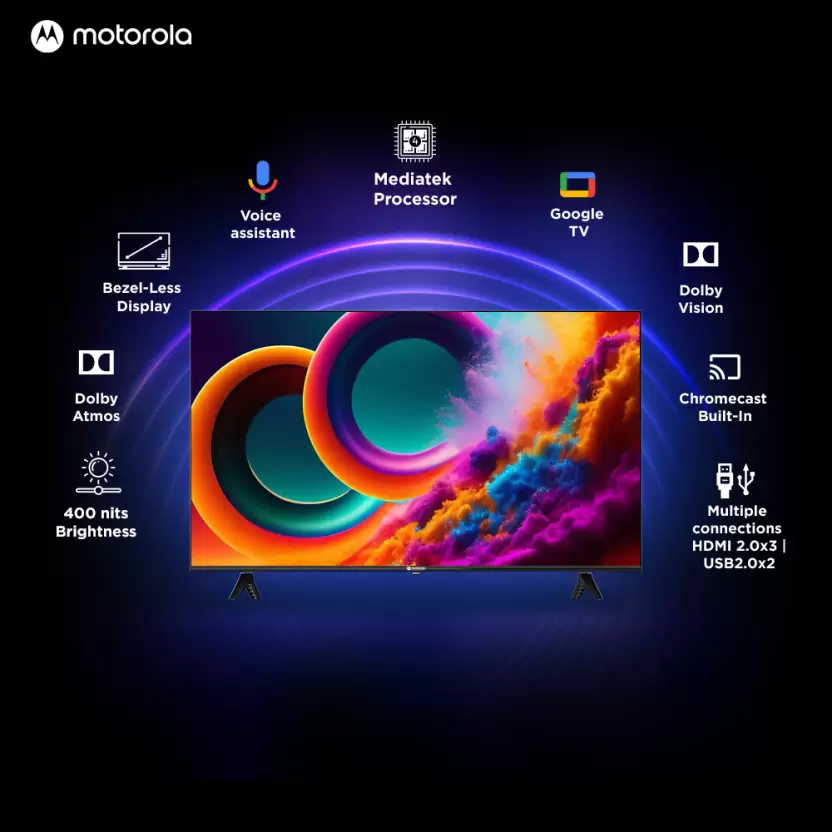 motorola
4
Mediatek
Processor
Voice
assistant
Google
TV
Bezel-Less
Display
Dolby
Vision
Dolby
Atmos
Chromecast
Built-In
400 nits
Brightness
Multiple
connections
HDMI 2.0x3 |
USB2.0x2